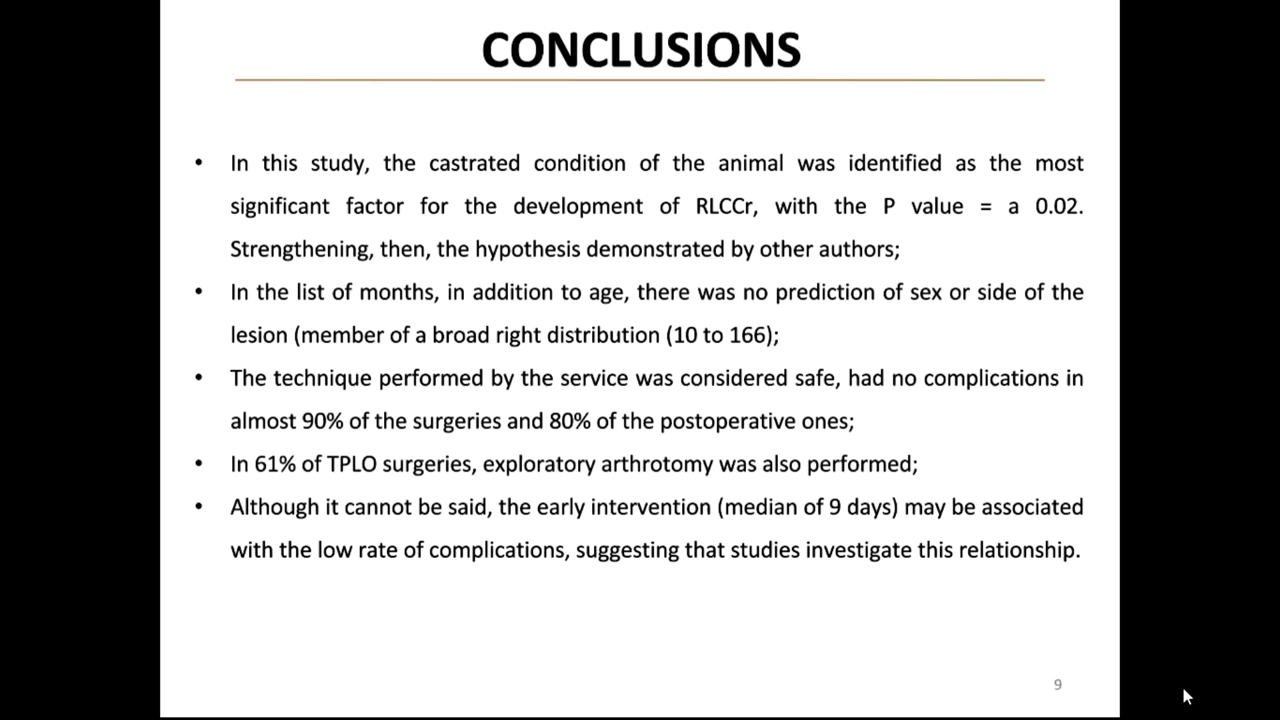 CONCLUSIONS
• In this study, the castrated condition of the animal was identified as the most
significant factor for the development of RLCCr, with the P value = a 0.02.
Strengthening, then, the hypothesis demonstrated by other authors;
• In the list of months, in addition to age, there was no prediction of sex or side of the
lesion (member of a broad right distribution (10 to 166);
• The technique performed by the service was considered safe, had no complications in
almost 90% of the surgeries and 80% of the postoperative ones;
• In 61% of TPLO surgeries, exploratory arthrotomy was also performed;
• Although it cannot be said, the early intervention (median of 9 days) may be associated
with the low rate of complications, suggesting that studies investigate this relationship.
9